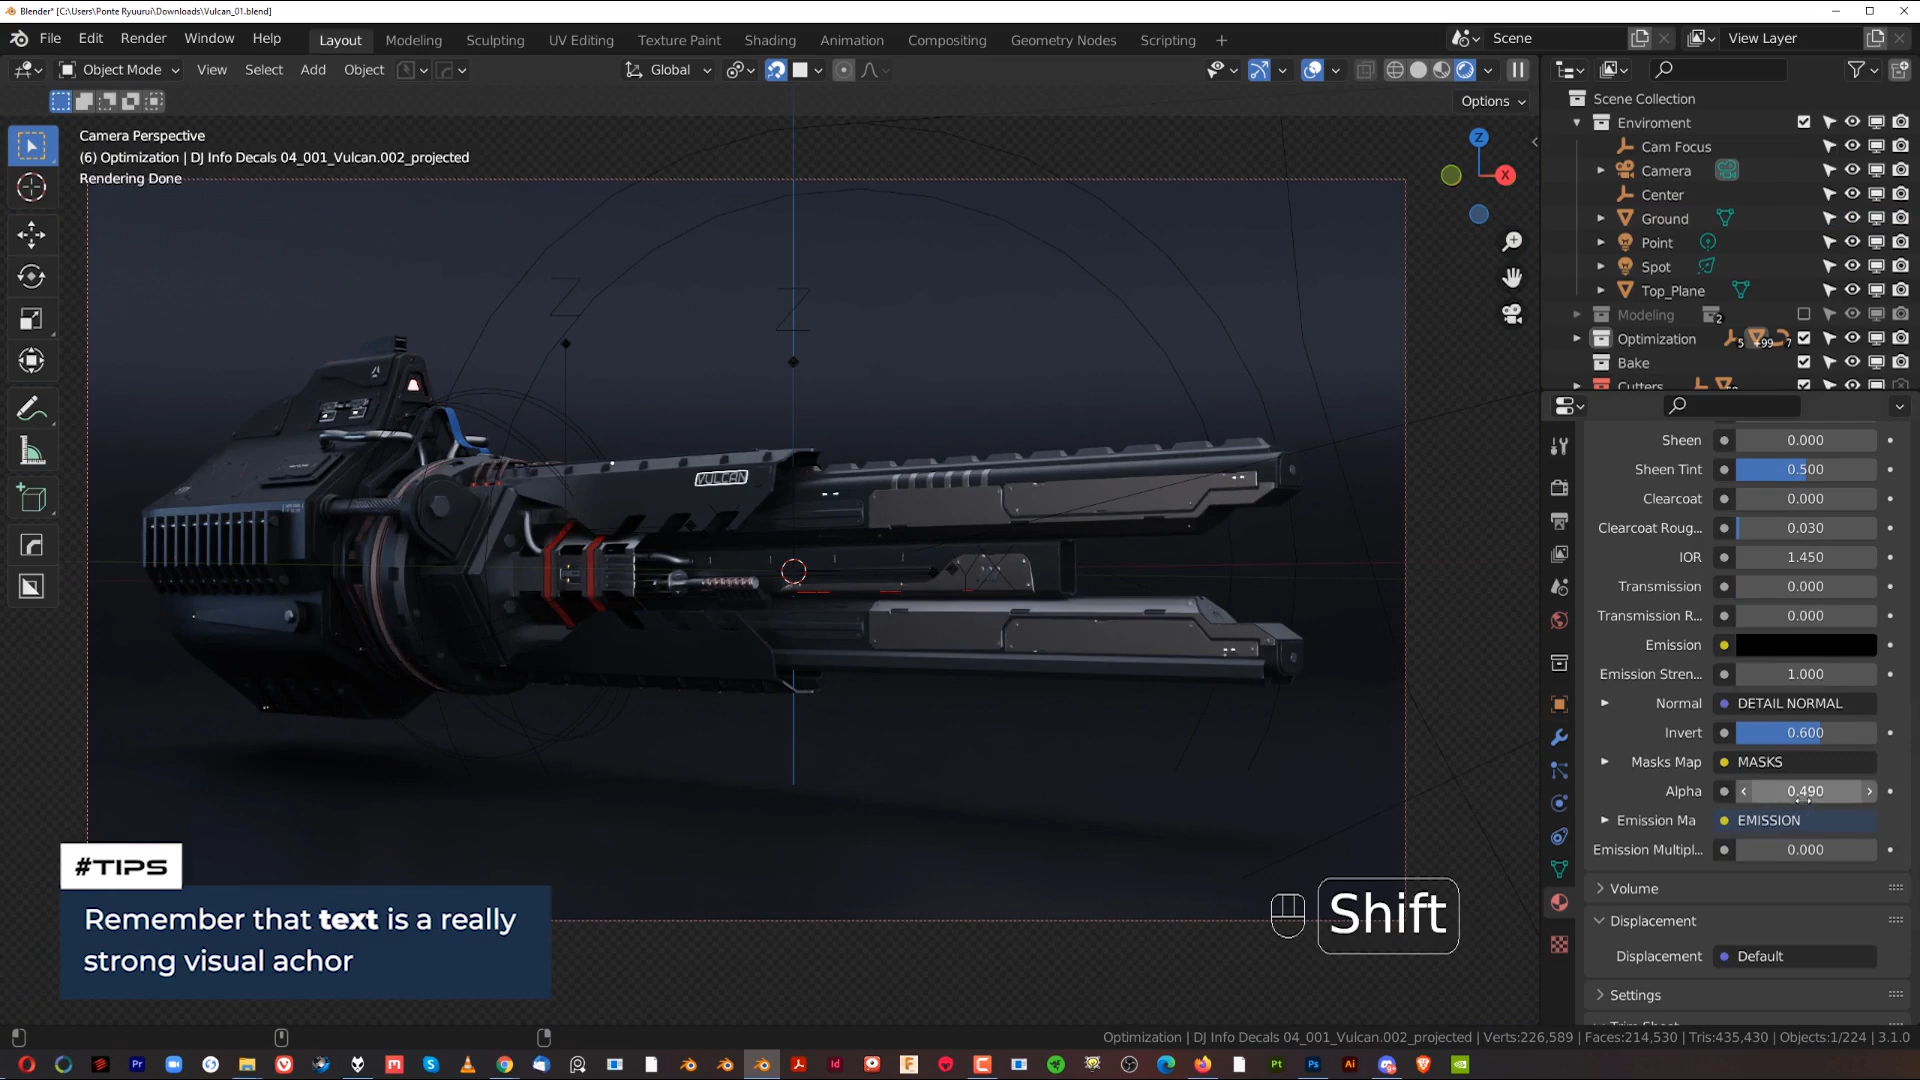 Blender* [C:\Users\Ponte Ryuurui\Downloads\Vulcan_01.blend]
File Edit Render Window Help Layout Modeling Sculpting UV Editing Texture Paint Shading Animation Compositing Geometry Nodes Scripting + Scene View Layer
Object Mode View Select Add Object Global
Options
Camera Perspective
(6) Optimization | DJ Info Decals 04_001_Vulcan.002_projected
Rendering Done
Z
X
VULCAN
Scene Collection
Enviroment
Cam Focus
Camera
Center
Ground
Point
Spot
Top_Plane
Modeling 2
Optimization 5 +99 7
Bake
Cutters
Sheen 0.000
Sheen Tint 0.500
Clearcoat 0.000
Clearcoat Roug... 0.030
IOR 1.450
Transmission 0.000
Transmission R... 0.000
Emission
Emission Stren... 1.000
Normal DETAIL NORMAL
Invert 0.600
Masks Map MASKS
Alpha 0.490
Emission Ma EMISSION
Emission Multipl... 0.000
Volume
Displacement
Displacement Default
Settings
#TIPS
Remember that text is a really
strong visual achor
Shift
Optimization | DJ Info Decals 04_001_Vulcan.002_projected | Verts:226,589 | Faces:214,530 | Tris:435,430 | Objects:1/224 | 3.1.0